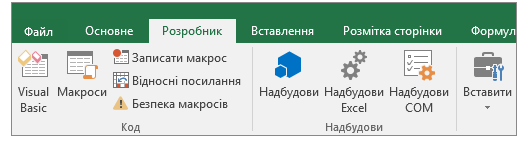 Файл Основне Розробник Вставлення Розмітка сторінки Формул
Visual Basic
Макроси
Записати макрос
Відносні посилання
Безпека макросів
Код
Надбудови
Надбудови Excel
Надбудови COM
Надбудови
Вставити